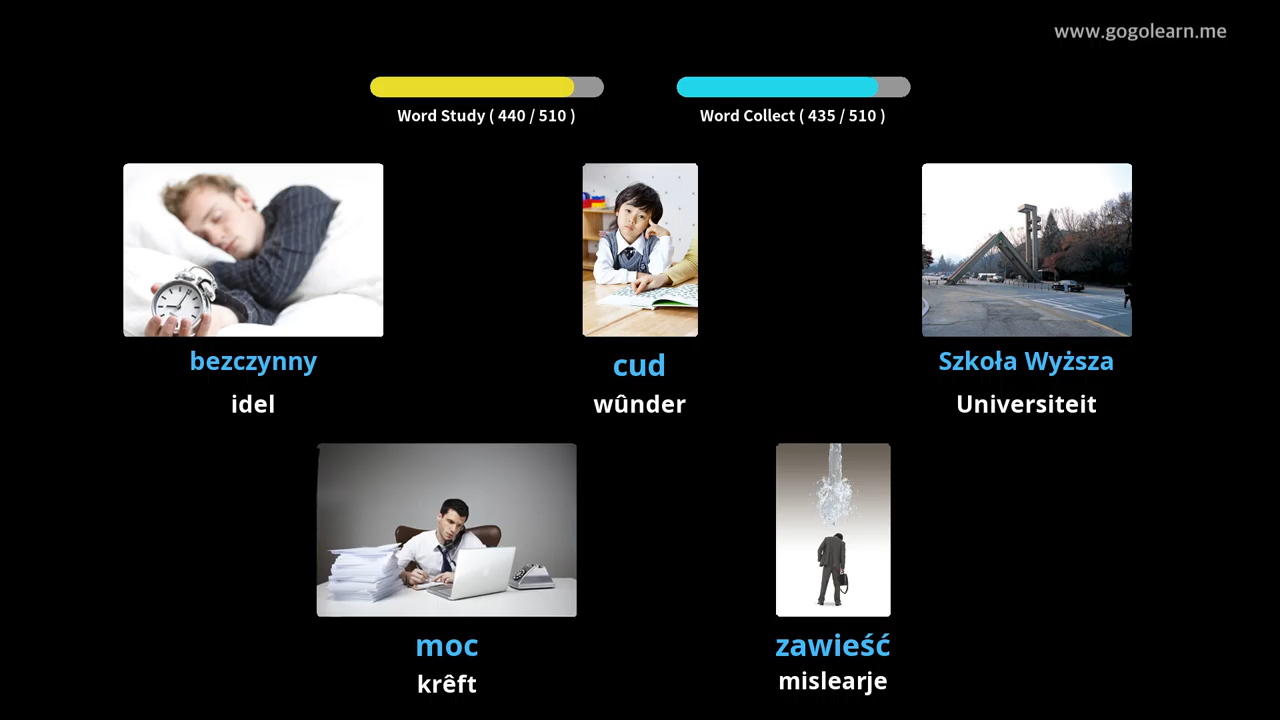 www.gogolearn.me
Word Study ( 440 / 510 )
Word Collect ( 435 / 510 )
bezczynny
idel
cud
wûnder
Szkoła Wyższa
Universiteit
moc
krêft
zawieść
mislearje